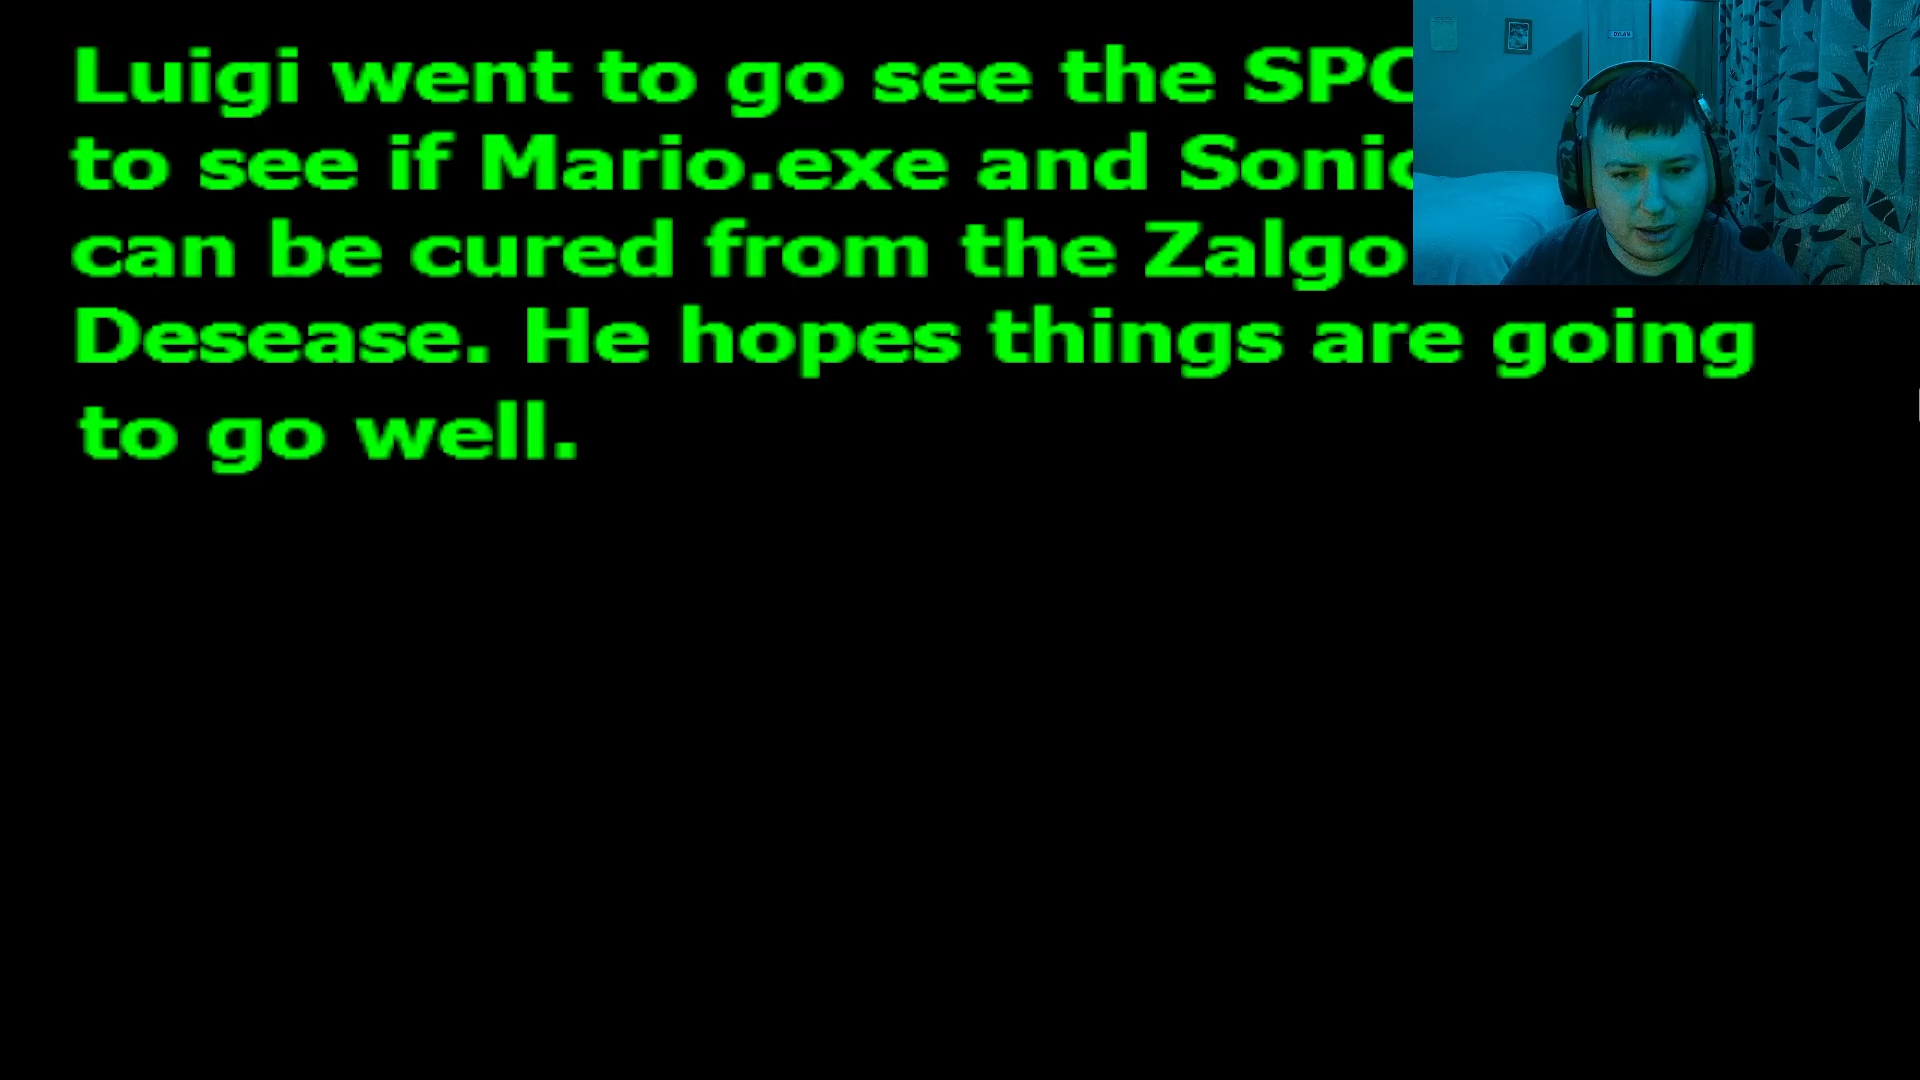 Luigi went to go see the SPC
to see if Mario.exe and Sonic
can be cured from the Zalgo
Desease. He hopes things are going
to go well.
DYLAN